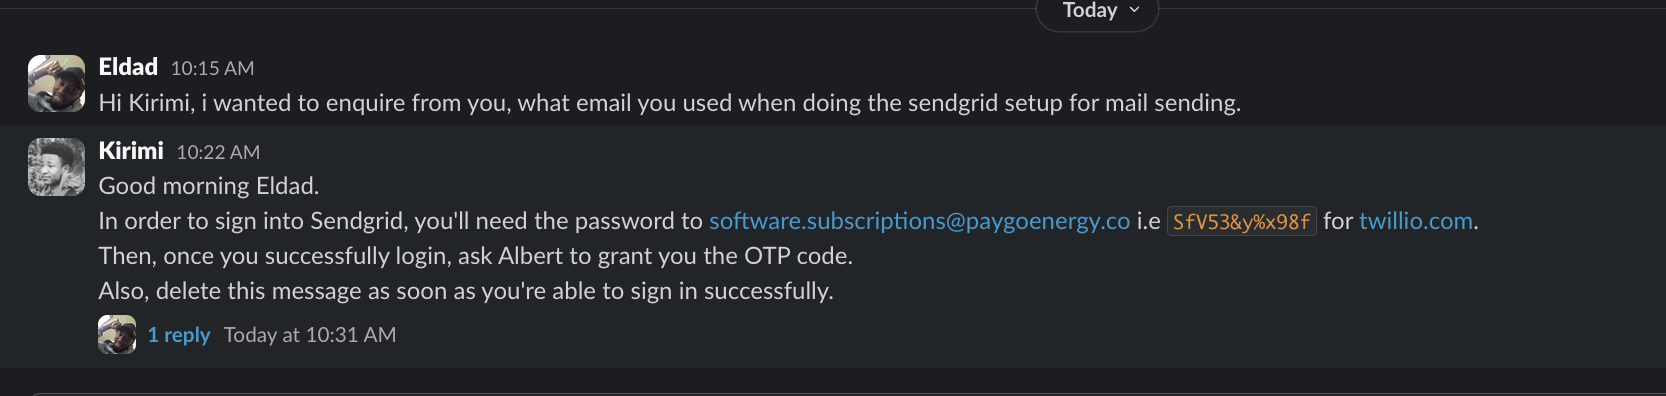 Today
Eldad 10:15 AM
Hi Kirimi, i wanted to enquire from you, what email you used when doing the sendgrid setup for mail sending.
Kirimi 10:22 AM
Good morning Eldad.
In order to sign into Sendgrid, you'll need the password to software.subscriptions@paygoenergy.co i.e SfV53&y%x98f for twillio.com.
Then, once you successfully login, ask Albert to grant you the OTP code.
Also, delete this message as soon as you're able to sign in successfully.
1 reply Today at 10:31 AM